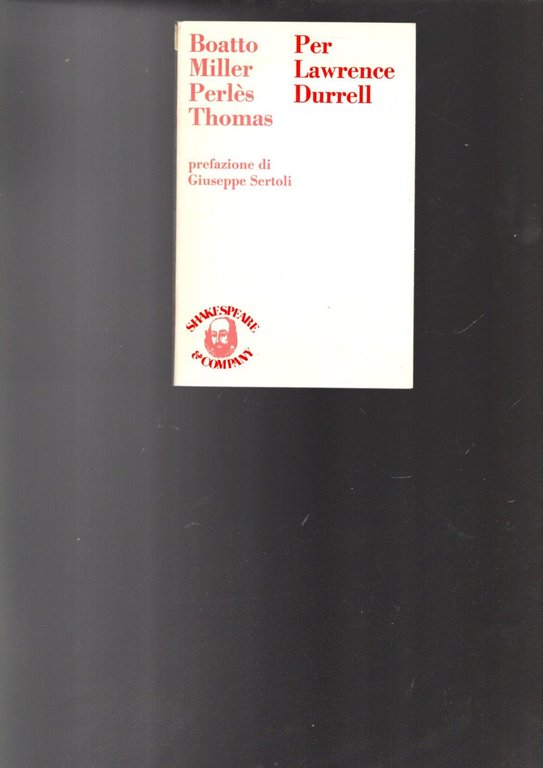 Boatto
Miller
Perlès
Thomas
Per
Lawrence
Durrell
prefazione di
Giuseppe Sertoli
SHAKESPEARE
& COMPANY